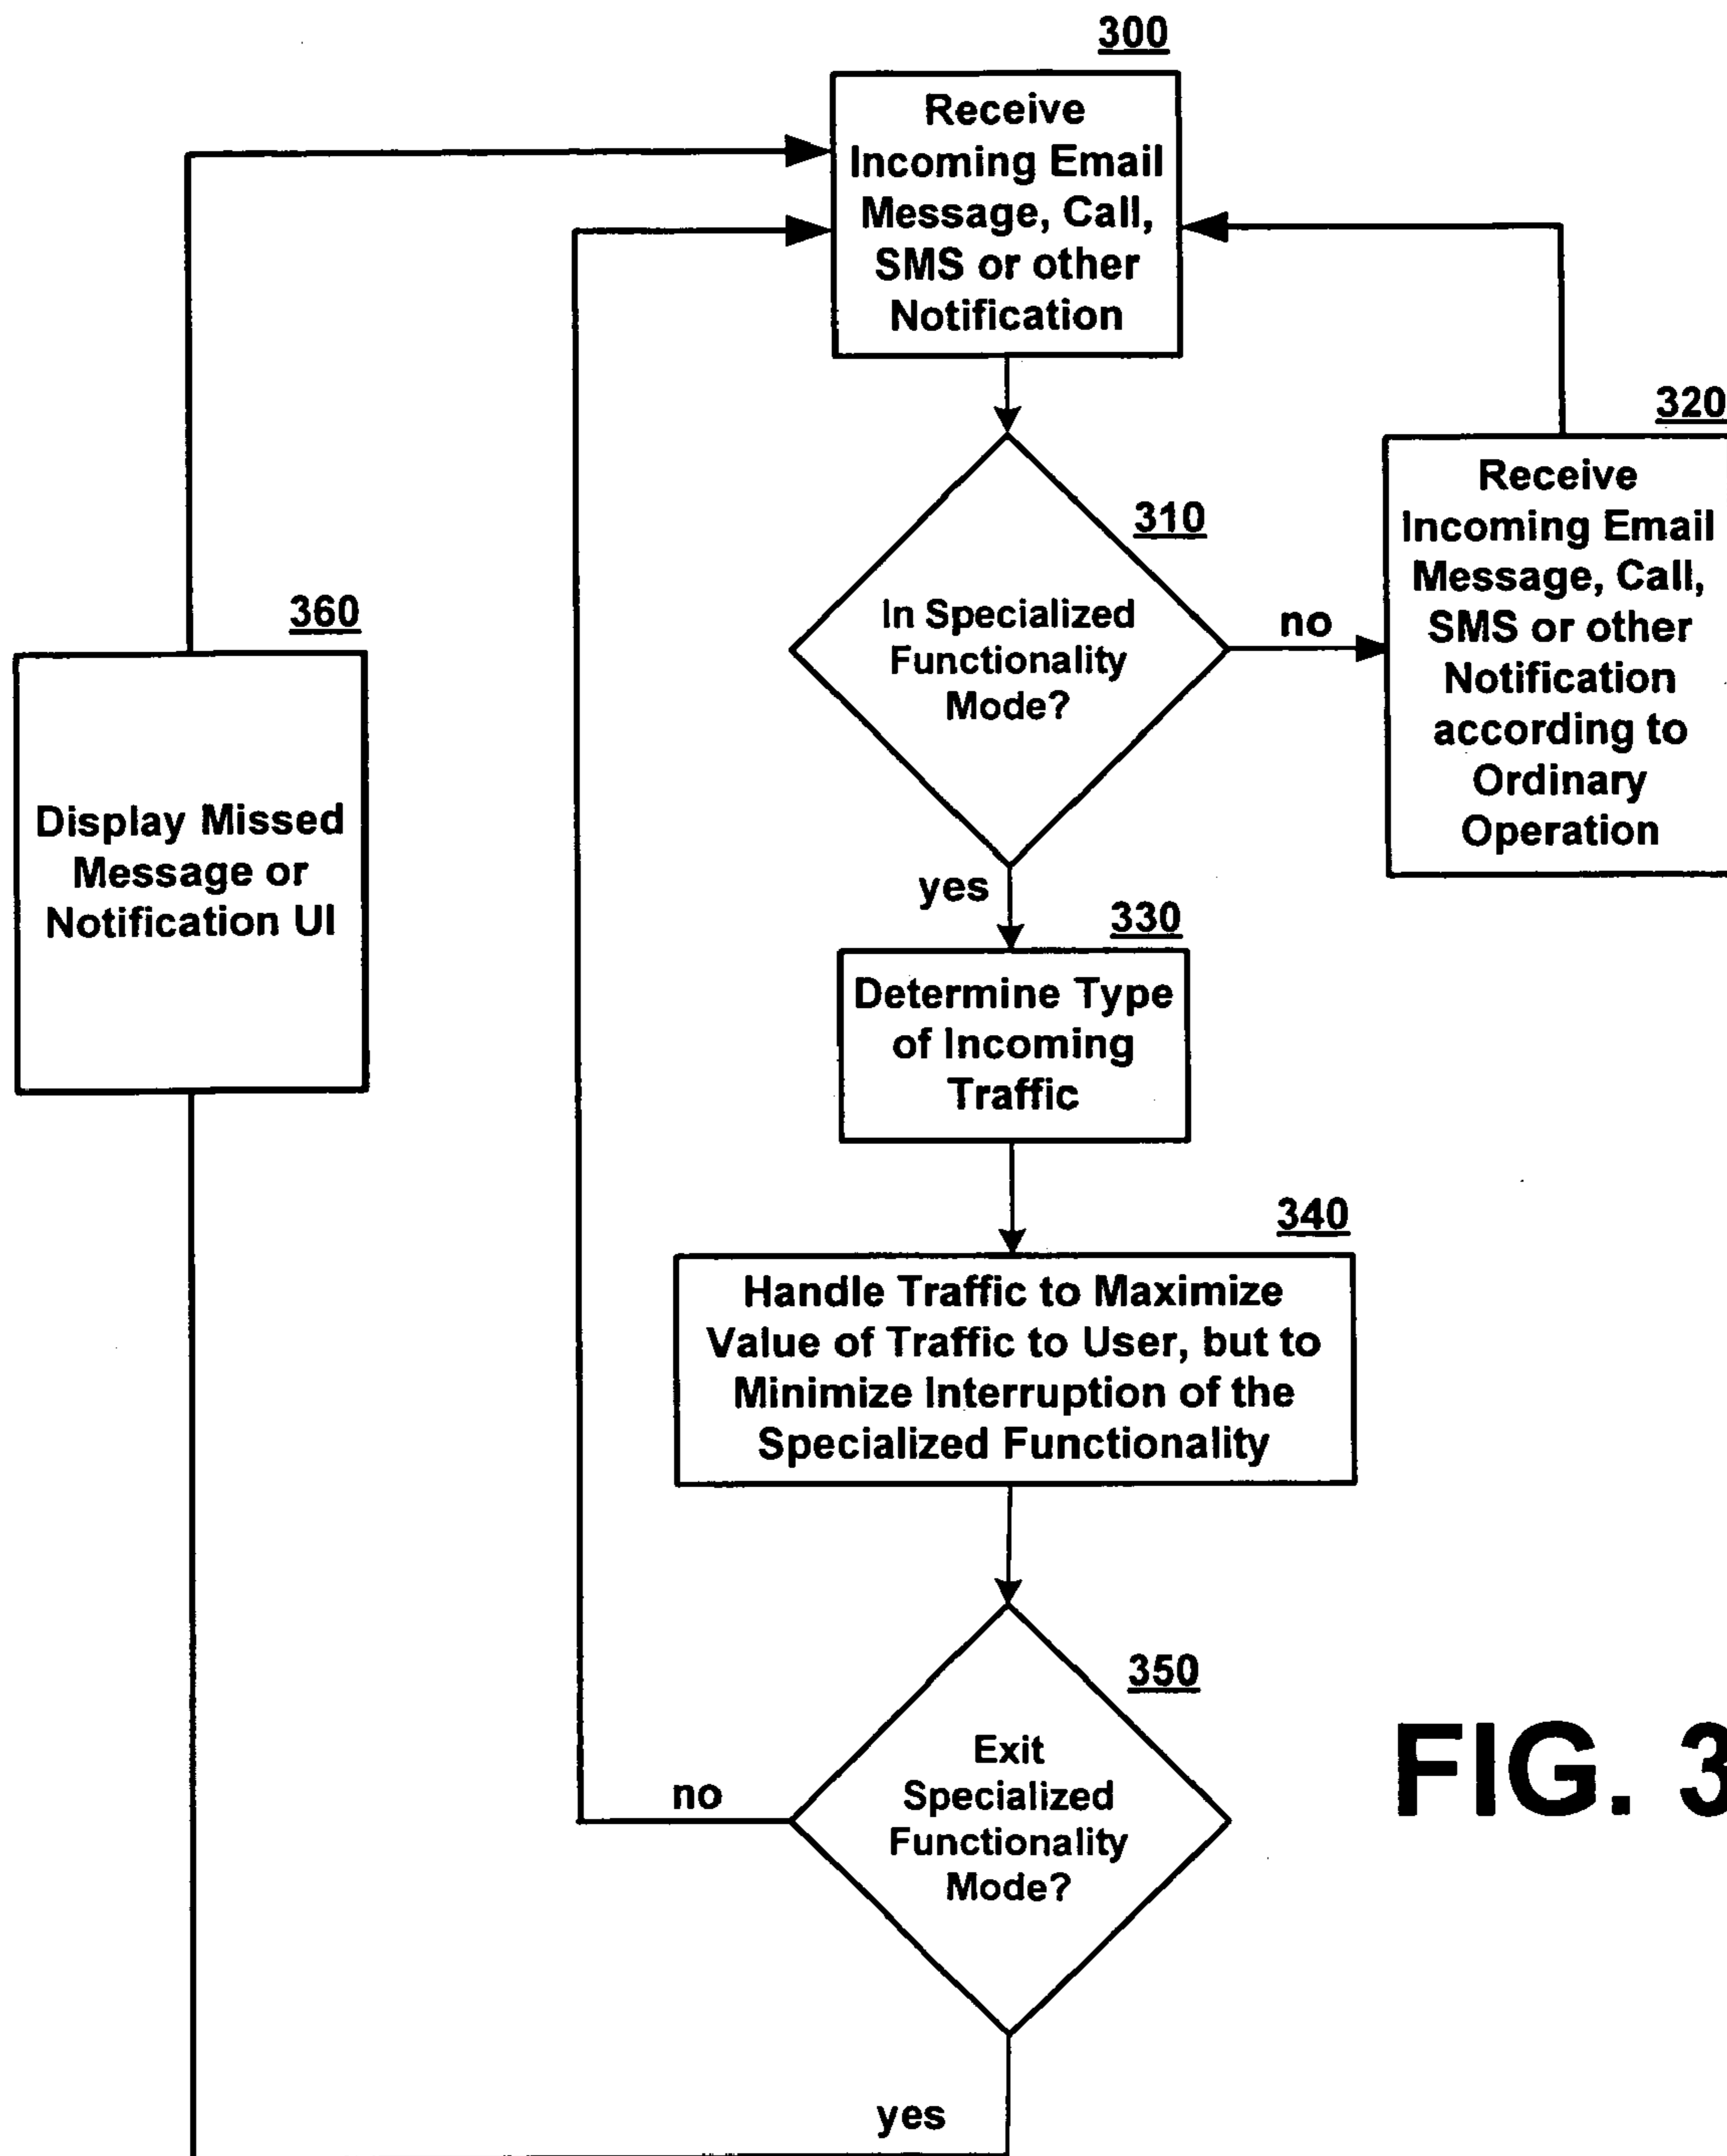 300
Receive
Incoming Email
Message, Call,
SMS or other
Notification
320
Receive
Incoming Email
Message, Call,
SMS or other
Notification
according to
Ordinary
Operation
310
In Specialized
Functionality
Mode?
no
yes
360
Display Missed
Message or
Notification UI
330
Determine Type
of Incoming
Traffic
340
Handle Traffic to Maximize
Value of Traffic to User, but to
Minimize Interruption of the
Specialized Functionality
350
Exit
Specialized
Functionality
Mode?
no
yes
FIG. 3